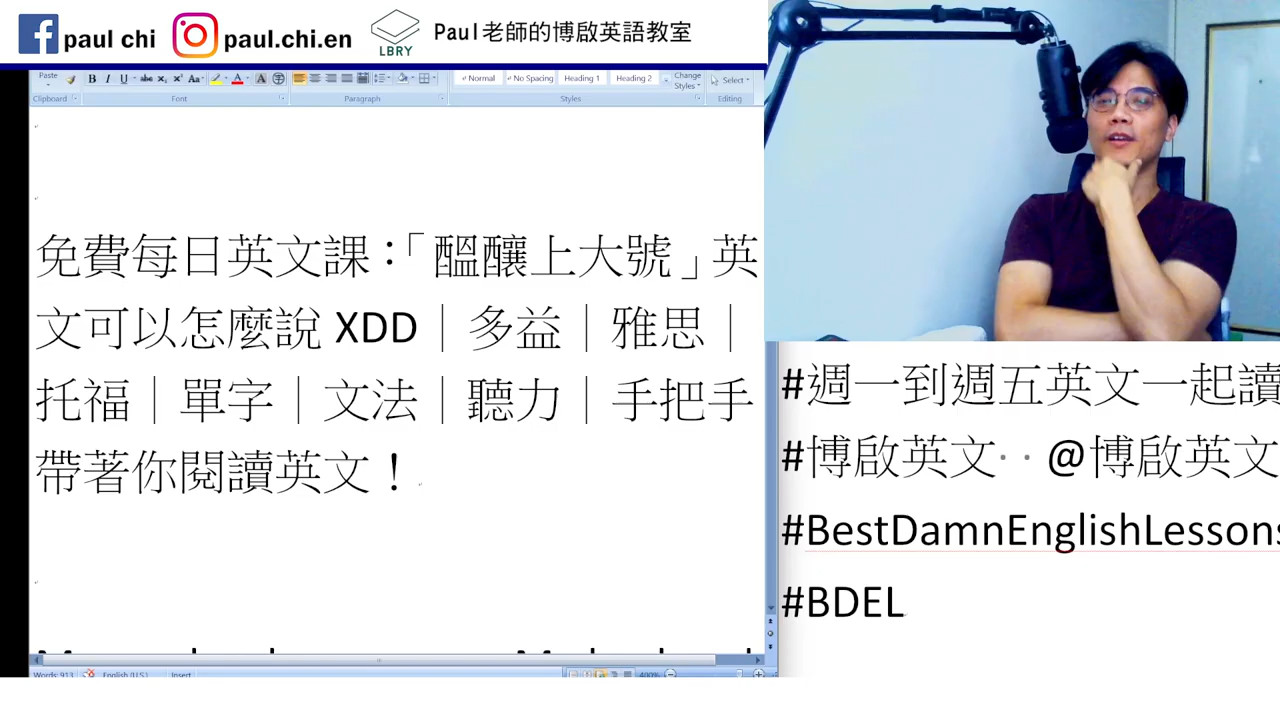 paul chi
paul.chi.en
LBRY
Paul老師的博啟英語教室
Paste
B I U abc X₂ X² Aa A A
Normal
No Spacing
Heading 1
Heading 2
Change Styles
Select
Clipboard
Font
Paragraph
Styles
Editing
免費每日英文課：「醞釀上大號」英
文可以怎麼說 XDD｜多益｜雅思｜
托福｜單字｜文法｜聽力｜手把手
帶著你閱讀英文！
#週一到週五英文一起讀
#博啟英文 @博啟英文
#BestDamnEnglishLessons
#BDEL
Words: 913
English (U.S.)
Insert
400%